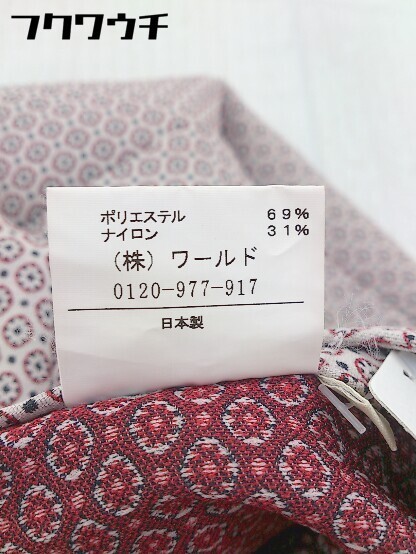 フクワウチ
ポリエステル 69%
ナイロン 31%
(株) ワールド
0120-977-917
日本製